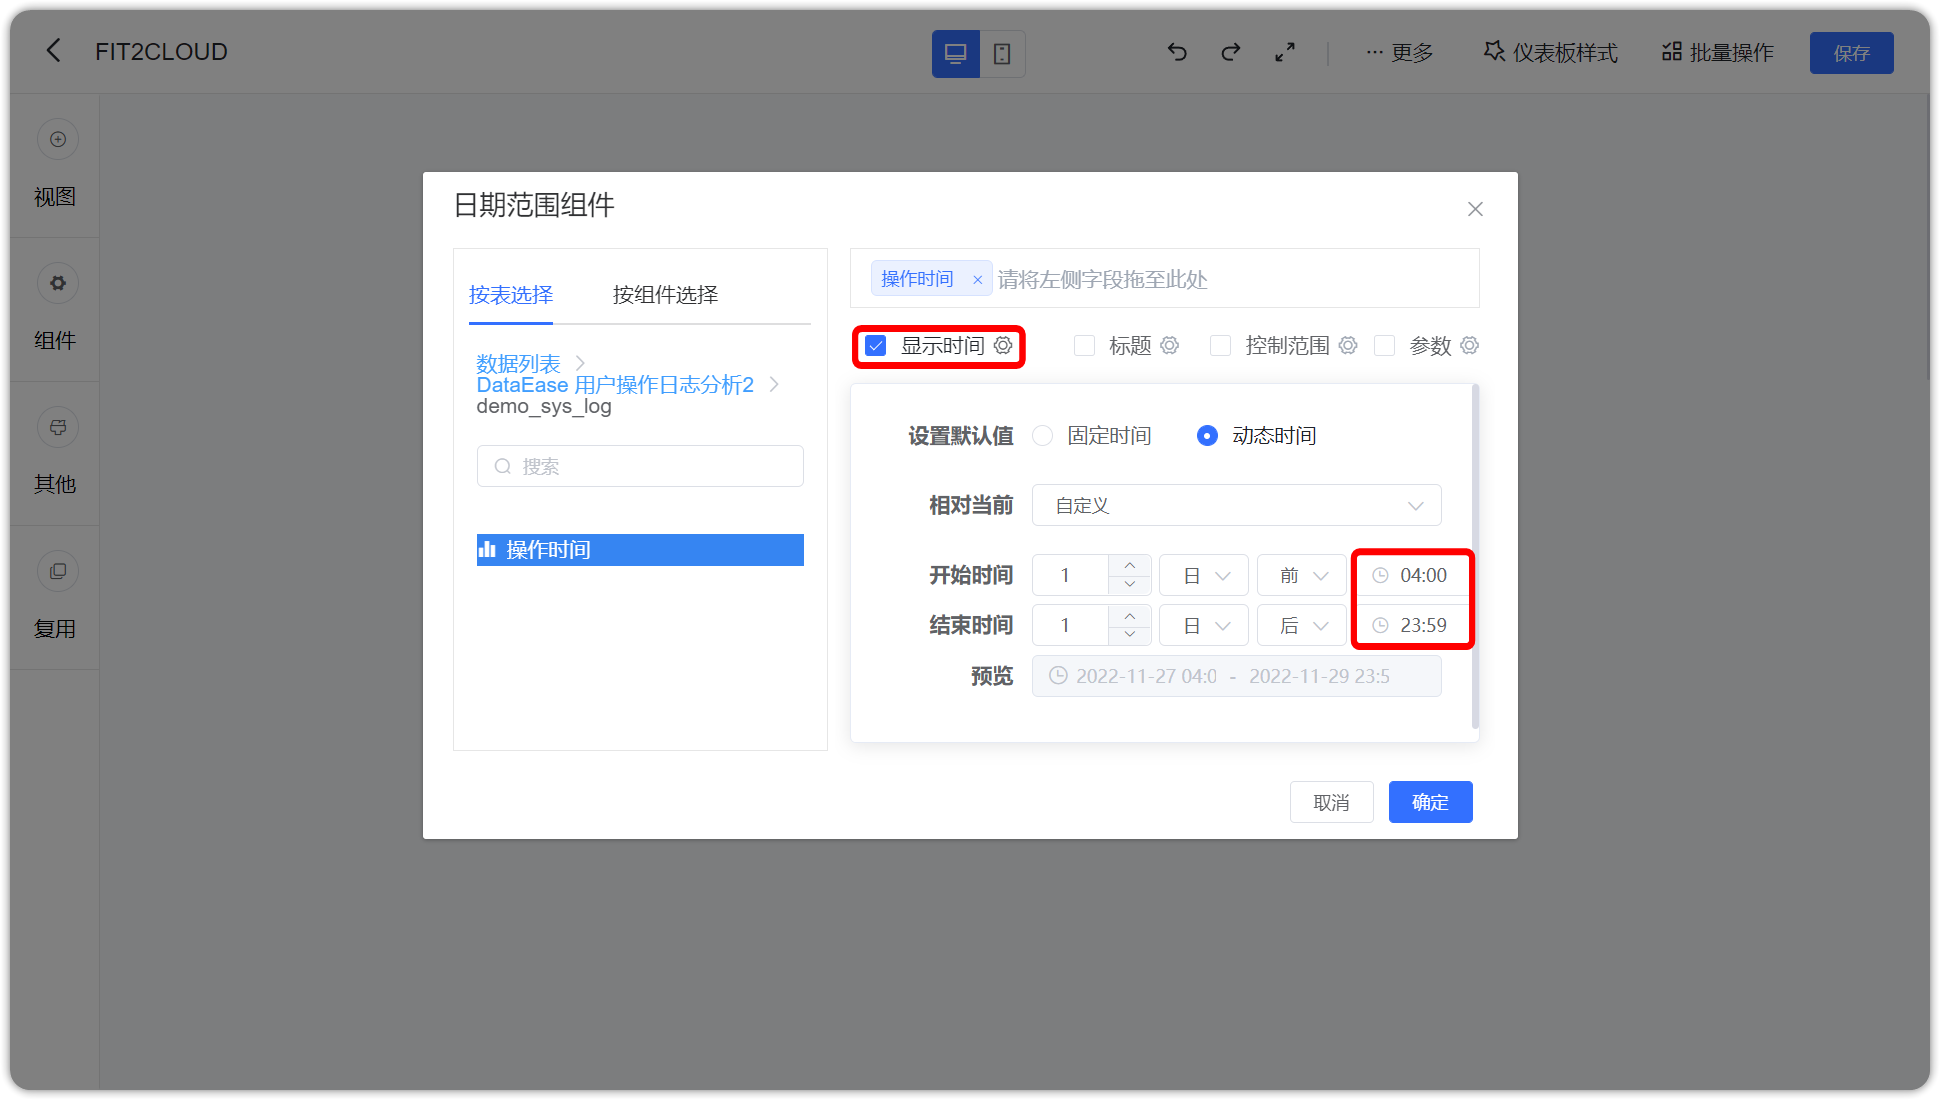 FIT2CLOUD
··· 更多
仪表板样式
批量操作
保存
视图
组件
其他
复用
日期范围组件
按表选择
按组件选择
数据列表
DataEase 用户操作日志分析2
demo_sys_log
搜索
操作时间
操作时间 × 请将左侧字段拖至此处
显示时间
标题
控制范围
参数
设置默认值 固定时间 动态时间
相对当前 自定义
开始时间 1 日 前 04:00
结束时间 1 日 后 23:59
预览 2022-11-27 04:0 - 2022-11-29 23:5
取消
确定